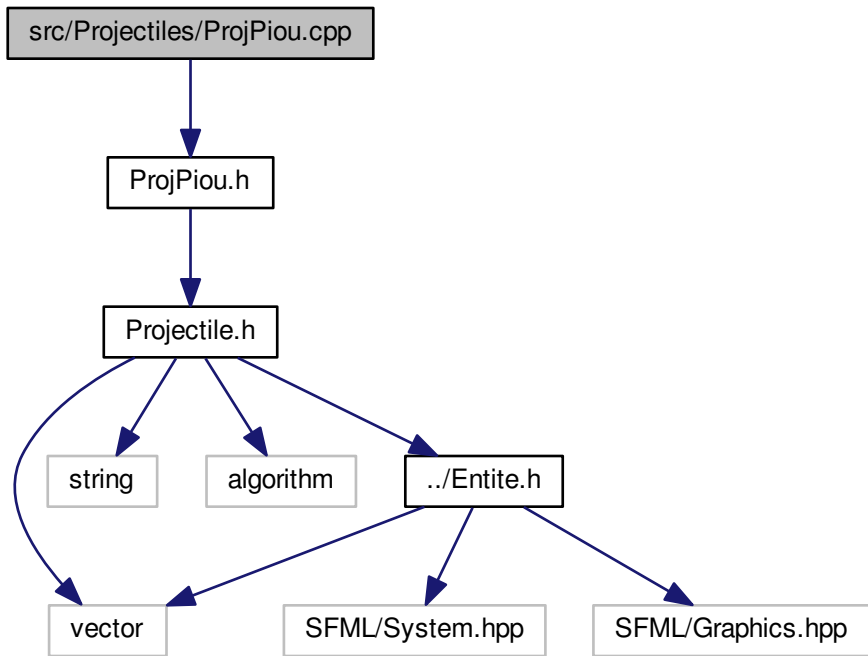 src/Projectiles/ProjPiou.cpp
ProjPiou.h
Projectile.h
string
algorithm
../Entite.h
vector
SFML/System.hpp
SFML/Graphics.hpp